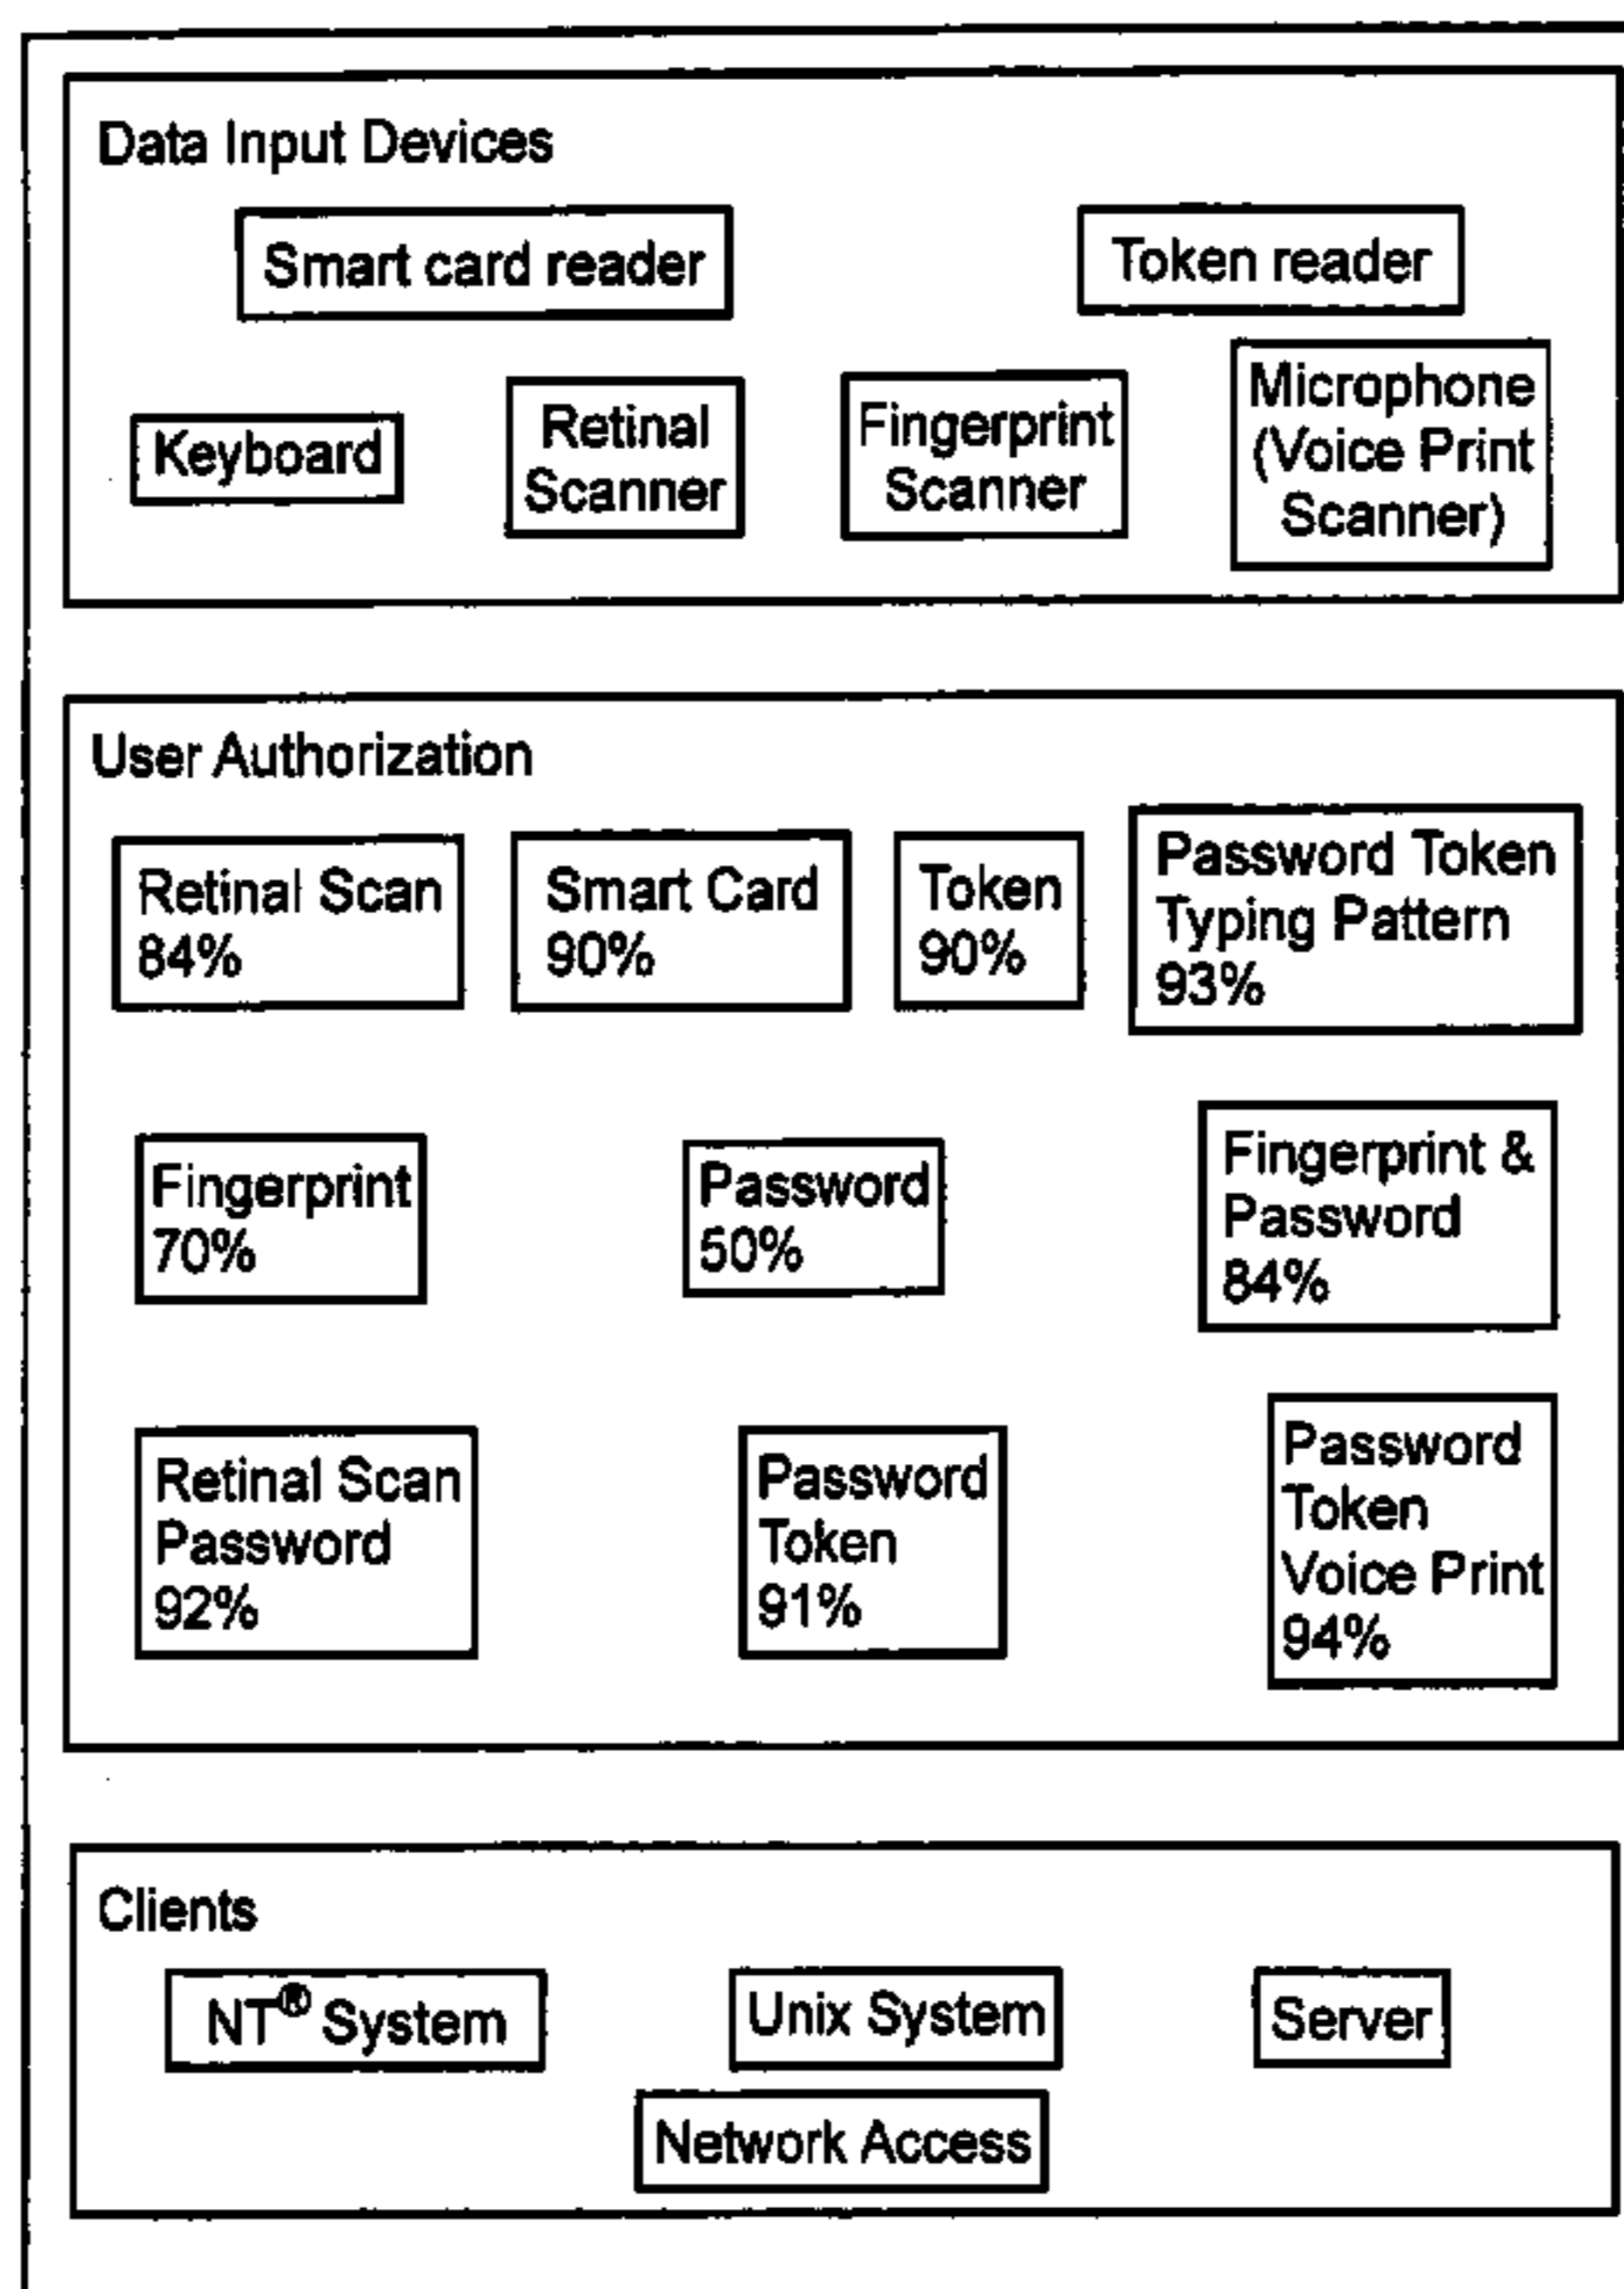 Data Input Devices
Smart card reader
Token reader
Keyboard
Retinal
Scanner
Fingerprint
Scanner
Microphone
(Voice Print
Scanner)
User Authorization
Retinal Scan
84%
Smart Card
90%
Token
90%
Password Token
Typing Pattern
93%
Fingerprint
70%
Password
50%
Fingerprint &
Password
84%
Retinal Scan
Password
92%
Password
Token
91%
Password
Token
Voice Print
94%
Clients
NT® System
Unix System
Server
Network Access